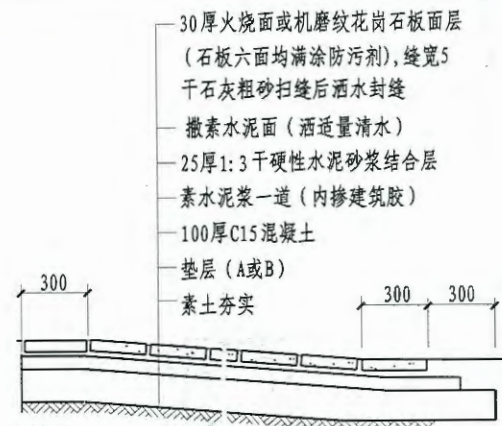 30厚火烧面或机磨纹花岗石板面层
(石板六面均满涂防污剂),缝宽5
干石灰粗砂扫缝后洒水封缝
撒素水泥面(洒适量清水)
25厚1:3干硬性水泥砂浆结合层
素水泥浆一道(内掺建筑胶)
100厚C15混凝土
垫层(A或B)
素土夯实
300
300
300